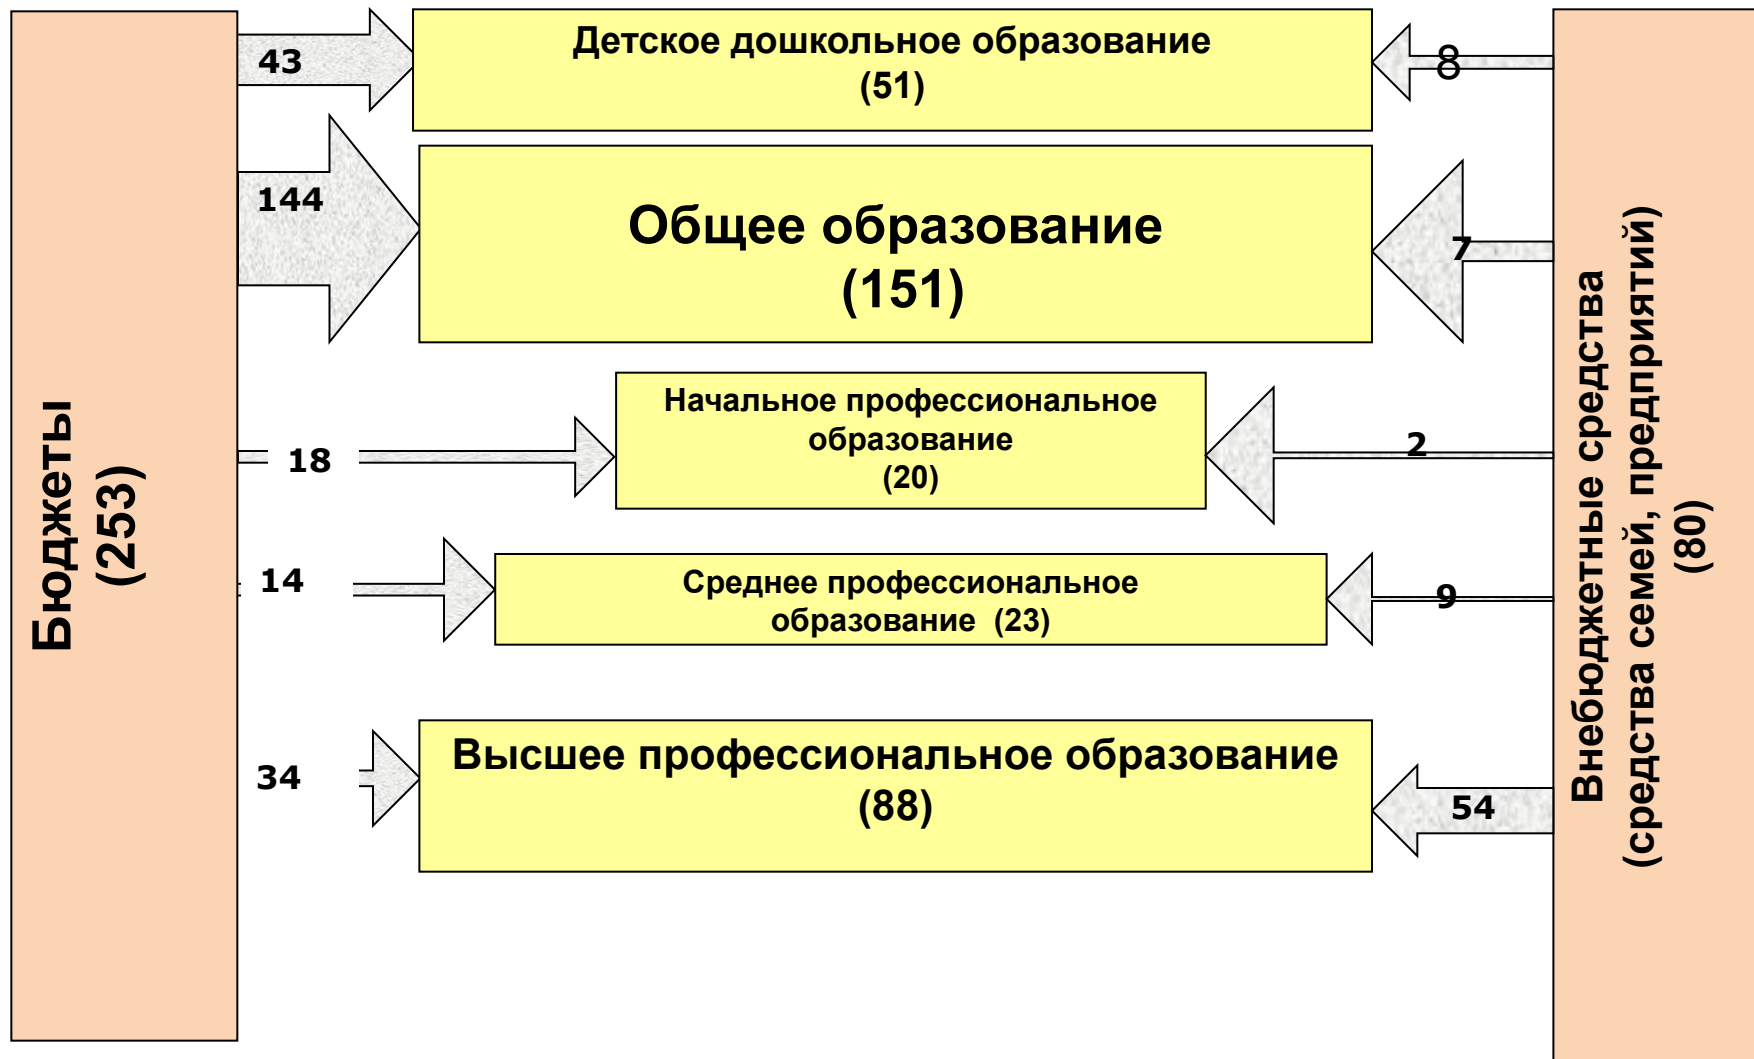 Бюджеты
(253)
43
Детское дошкольное образование
(51)
8
144
Общее образование
(151)
7
18
Начальное профессиональное
образование
(20)
2
14
Среднее профессиональное
образование (23)
9
34
Высшее профессиональное образование
(88)
54
Внебюджетные средства
(средства семей, предприятий)
(80)